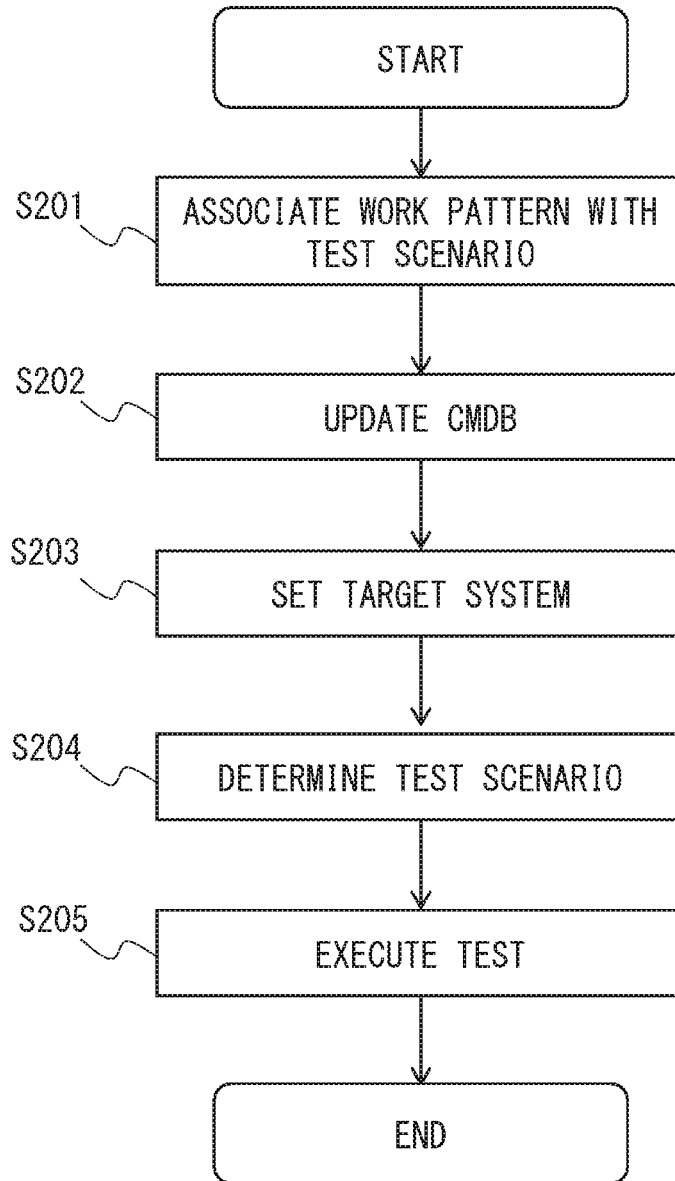 START
S201
ASSOCIATE WORK PATTERN WITH
TEST SCENARIO
S202
UPDATE CMDB
S203
SET TARGET SYSTEM
S204
DETERMINE TEST SCENARIO
S205
EXECUTE TEST
END